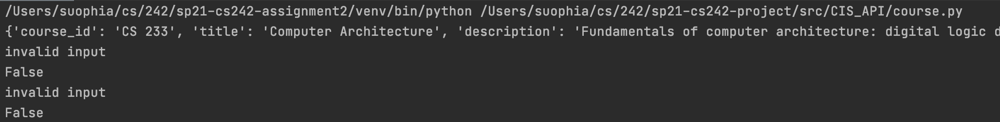 /Users/suophia/cs/242/sp21-cs242-assignment2/venv/bin/python /Users/suophia/cs/242/sp21-cs242-project/src/CIS_API/course.py
{'course_id': 'CS 233', 'title': 'Computer Architecture', 'description': 'Fundamentals of computer architecture: digital logic d
invalid input
False
invalid input
False